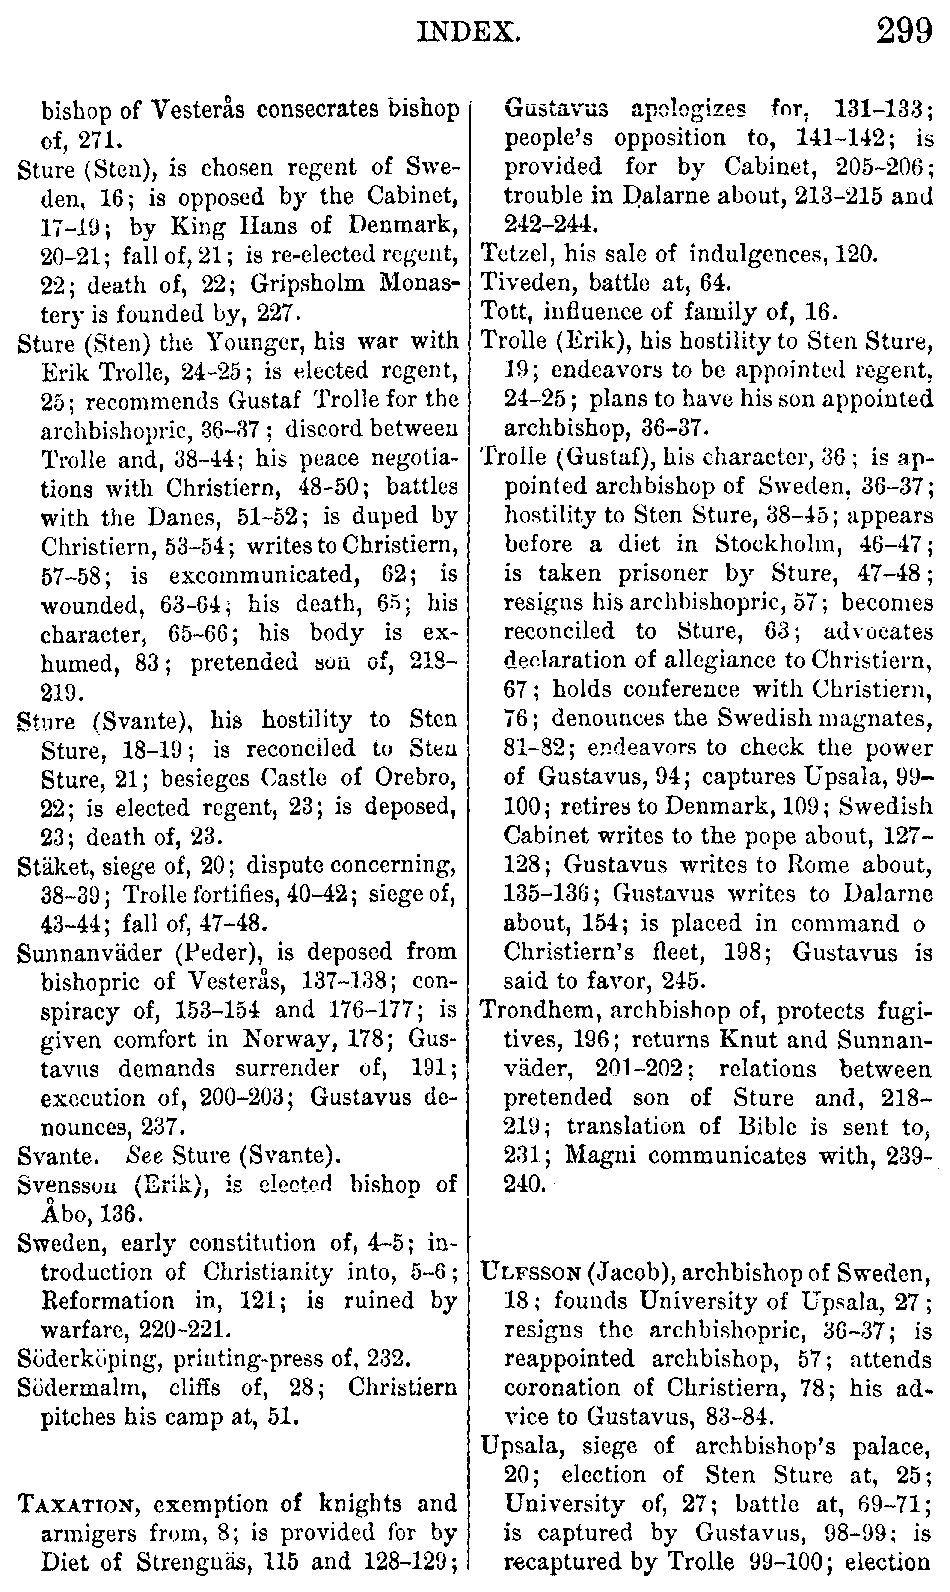 INDEX. 299
bishop of Vesterås consecrates bishop
of, 271.
Sture (Sten), is chosen regent of Swe-
den, 16; is opposed by the Cabinet,
17–19; by King Hans of Denmark,
20–21; fall of, 21; is re-elected regent,
22; death of, 22; Gripsholm Monas-
tery is founded by, 227.
Sture (Sten) the Younger, his war with
Erik Trolle, 24–25; is elected regent,
25; recommends Gustaf Trolle for the
archbishopric, 36–37; discord between
Trolle and, 38–44; his peace negotia-
tions with Christiern, 48–50; battles
with the Danes, 51–52; is duped by
Christiern, 53–54; writes to Christiern,
57–58; is excommunicated, 62; is
wounded, 63–64; his death, 65; his
character, 65–66; his body is ex-
humed, 83; pretended son of, 218–
219.
Sture (Svante), his hostility to Sten
Sture, 18–19; is reconciled to Sten
Sture, 21; besieges Castle of Orebro,
22; is elected regent, 23; is deposed,
23; death of, 23.
Stäket, siege of, 20; dispute concerning,
38–39; Trolle fortifies, 40–42; siege of,
43–44; fall of, 47–48.
Sunnanväder (Peder), is deposed from
bishopric of Vesterås, 137–138; con-
spiracy of, 153–154 and 176–177; is
given comfort in Norway, 178; Gus-
tavus demands surrender of, 191;
execution of, 200–203; Gustavus de-
nounces, 237.
Svante. See Sture (Svante).
Svensson (Erik), is elected bishop of
Åbo, 136.
Sweden, early constitution of, 4–5; in-
troduction of Christianity into, 5–6;
Reformation in, 121; is ruined by
warfare, 220–221.
Söderköping, printing-press of, 232.
Södermalm, cliffs of, 28; Christiern
pitches his camp at, 51.
TAXATION, exemption of knights and
armigers from, 8; is provided for by
Diet of Strengnäs, 115 and 128–129;
Gustavus apologizes for, 131–133;
people's opposition to, 141–142; is
provided for by Cabinet, 205–206;
trouble in Dalarne about, 213–215 and
242–244.
Tetzel, his sale of indulgences, 120.
Tiveden, battle at, 64.
Tott, influence of family of, 16.
Trolle (Erik), his hostility to Sten Sture,
19; endeavors to be appointed regent,
24–25; plans to have his son appointed
archbishop, 36–37.
Trolle (Gustaf), his character, 36; is ap-
pointed archbishop of Sweden, 36–37;
hostility to Sten Sture, 38–45; appears
before a diet in Stockholm, 46–47;
is taken prisoner by Sture, 47–48;
resigns his archbishopric, 57; becomes
reconciled to Sture, 63; advocates
declaration of allegiance to Christiern,
67; holds conference with Christiern,
76; denounces the Swedish magnates,
81–82; endeavors to check the power
of Gustavus, 94; captures Upsala, 99–
100; retires to Denmark, 109; Swedish
Cabinet writes to the pope about, 127–
128; Gustavus writes to Rome about,
135–136; Gustavus writes to Dalarne
about, 154; is placed in command o
Christiern's fleet, 198; Gustavus is
said to favor, 245.
Trondhem, archbishop of, protects fugi-
tives, 196; returns Knut and Sunnan-
väder, 201–202; relations between
pretended son of Sture and, 218–
219; translation of Bible is sent to,
231; Magni communicates with, 239–
240.
ULFSSON (Jacob), archbishop of Sweden,
18; founds University of Upsala, 27;
resigns the archbishopric, 36–37; is
reappointed archbishop, 57; attends
coronation of Christiern, 78; his ad-
vice to Gustavus, 83–84.
Upsala, siege of archbishop's palace,
20; election of Sten Sture at, 25;
University of, 27; battle at, 69–71;
is captured by Gustavus, 98–99; is
recaptured by Trolle 99–100; election